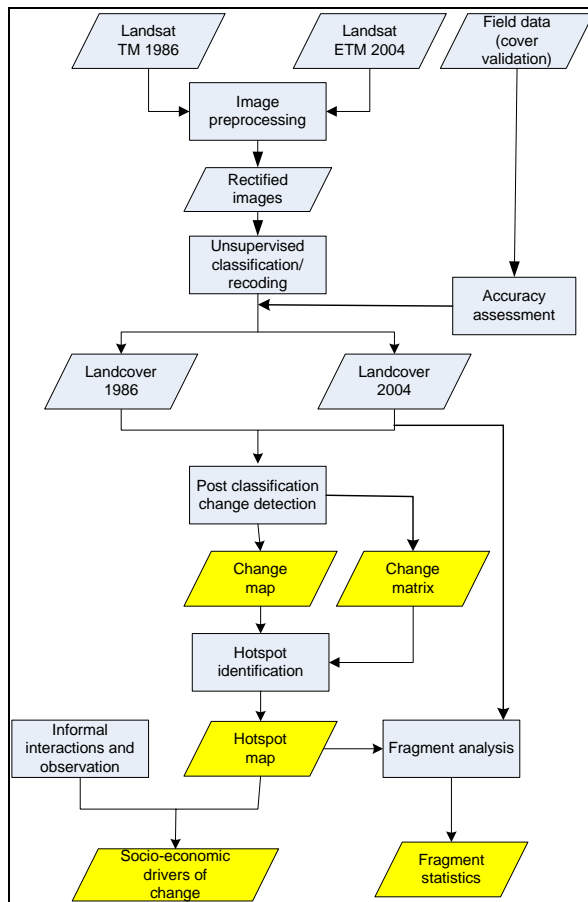 Landsat
TM 1986
Landsat
ETM 2004
Field data
(cover
validation)
Image
preprocessing
Rectified
images
Unsupervised
classification/
recoding
Accuracy
assessment
Landcover
1986
Landcover
2004
Post classification
change detection
Change
map
Change
matrix
Hotspot
identification
Informal
interactions and
observation
Hotspot
map
Fragment analysis
Socio-economic
drivers of
change
Fragment
statistics